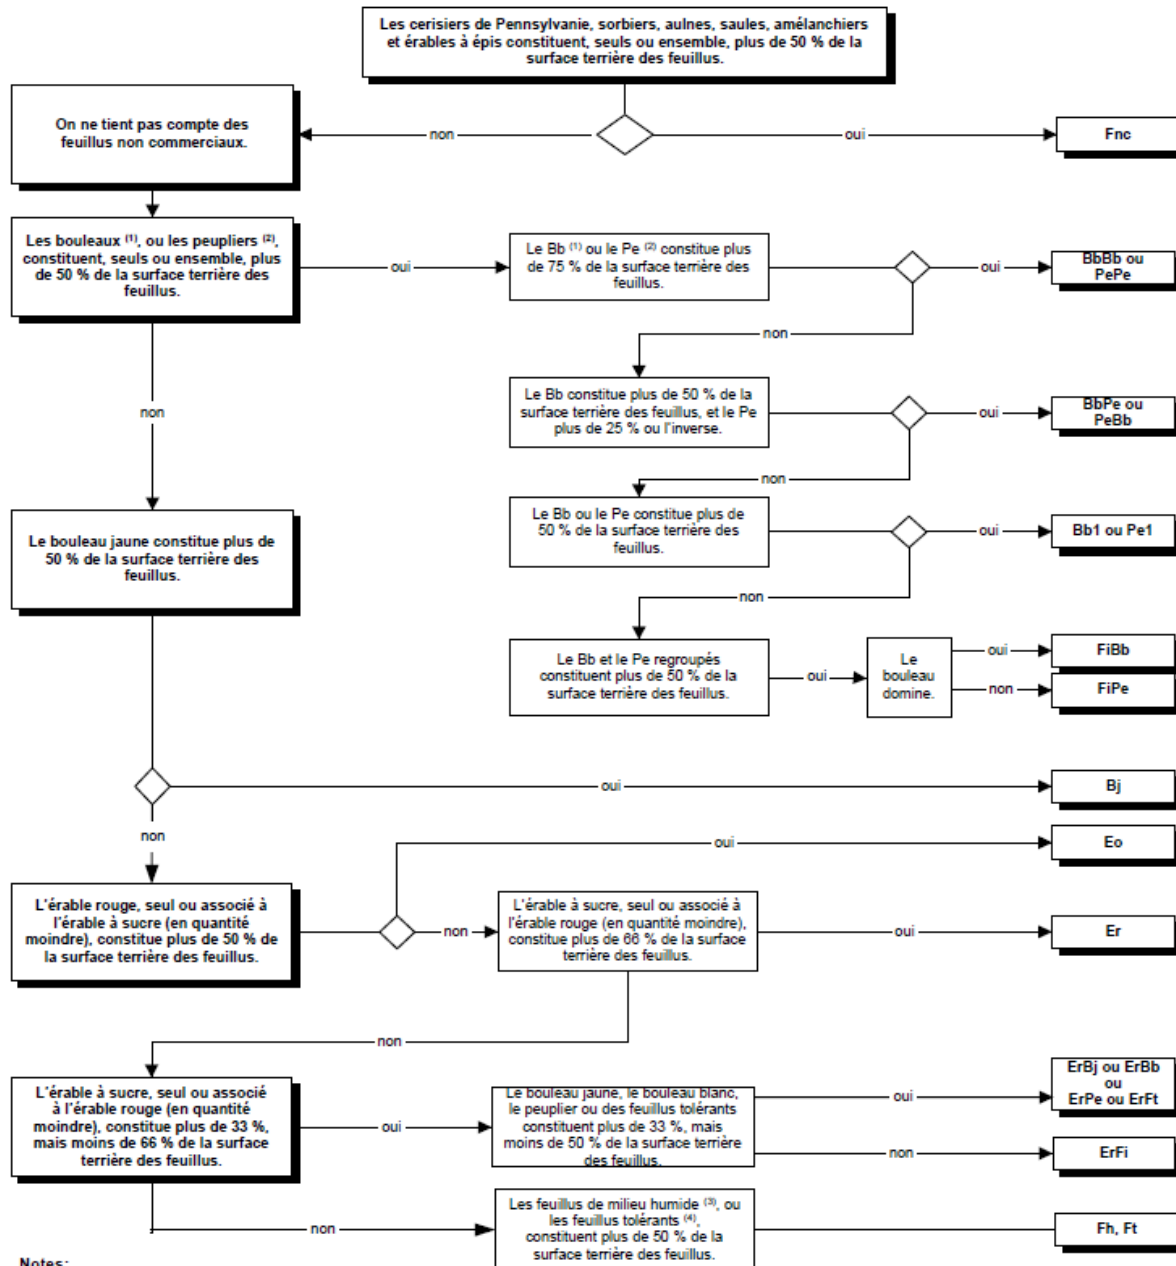 Les cerisiers de Pennsylvanie, sorbiers, aulnes, saules, amélanchiers
et érables à épis constituent, seuls ou ensemble, plus de 50 % de la
surface terrière des feuillus.
On ne tient pas compte des
feuillus non commerciaux.
non
oui
Fnc
Les bouleaux (1), ou les peupliers (2),
constituent, seuls ou ensemble, plus
de 50 % de la surface terrière des
feuillus.
oui
Le Bb (1) ou le Pe (2) constitue plus
de 75 % de la surface terrière des
feuillus.
oui
BbBb ou
PePe
non
non
Le Bb constitue plus de 50 % de la
surface terrière des feuillus, et le Pe
plus de 25 % ou l'inverse.
oui
BbPe ou
PeBb
non
Le bouleau jaune constitue plus de
50 % de la surface terrière des
feuillus.
Le Bb ou le Pe constitue plus de
50 % de la surface terrière des
feuillus.
oui
Bb1 ou Pe1
non
Le Bb et le Pe regroupés
constituent plus de 50 % de la
surface terrière des feuillus.
oui
Le
bouleau
domine.
oui
FiBb
non
FiPe
oui
Bj
non
oui
Eo
L'érable rouge, seul ou associé à
l'érable à sucre (en quantité
moindre), constitue plus de 50 % de
la surface terrière des feuillus.
non
L'érable à sucre, seul ou associé à
l'érable rouge (en quantité moindre),
constitue plus de 66 % de la surface
terrière des feuillus.
oui
Er
non
L'érable à sucre, seul ou associé
à l'érable rouge (en quantité
moindre), constitue plus de 33 %,
mais moins de 66 % de la surface
terrière des feuillus.
oui
Le bouleau jaune, le bouleau blanc,
le peuplier ou des feuillus tolérants
constituent plus de 33 %, mais
moins de 50 % de la surface terrière
des feuillus.
oui
ErBj ou ErBb
ou
ErPe ou ErFt
non
ErFi
non
Les feuillus de milieu humide (3), ou
les feuillus tolérants (4),
constituent plus de 50 % de la
surface terrière des feuillus.
Fh, Ft
Notes: